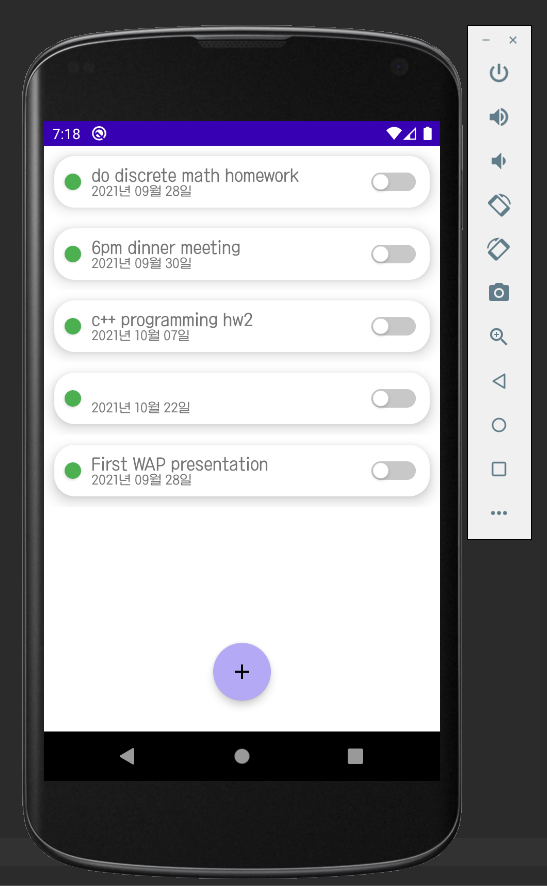 7:18
do discrete math homework
2021년 09월 28일
6pm dinner meeting
2021년 09월 30일
c++ programming hw2
2021년 10월 07일
2021년 10월 22일
First WAP presentation
2021년 09월 28일
+